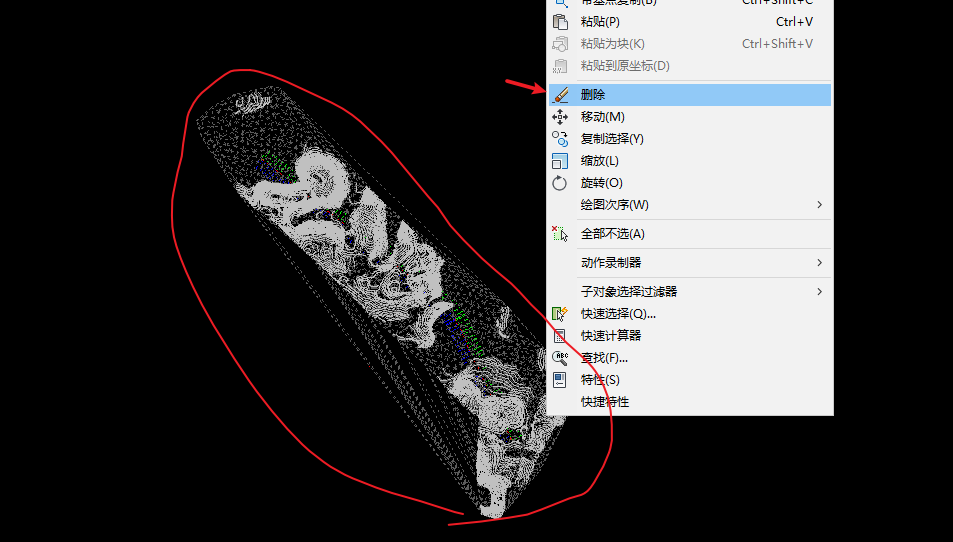 带基点复制(B) Ctrl+Shift+C
粘贴(P) Ctrl+V
粘贴为块(K) Ctrl+Shift+V
粘贴到原坐标(D)
删除
移动(M)
复制选择(Y)
缩放(L)
旋转(O)
绘图次序(W)
全部不选(A)
动作录制器
子对象选择过滤器
快速选择(Q)...
快速计算器
查找(F)...
特性(S)
快捷特性